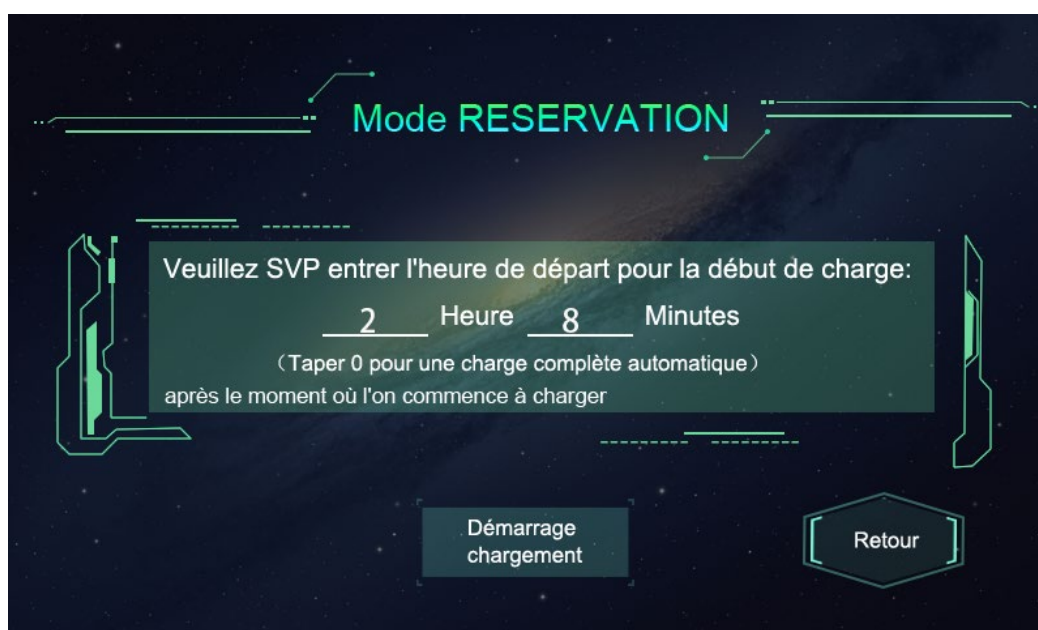 Mode RESERVATION
Veuillez SVP entrer l'heure de départ pour la début de charge:
2 Heure 8 Minutes
（Taper 0 pour une charge complète automatique）
après le moment où l'on commence à charger
Démarrage
chargement
Retour